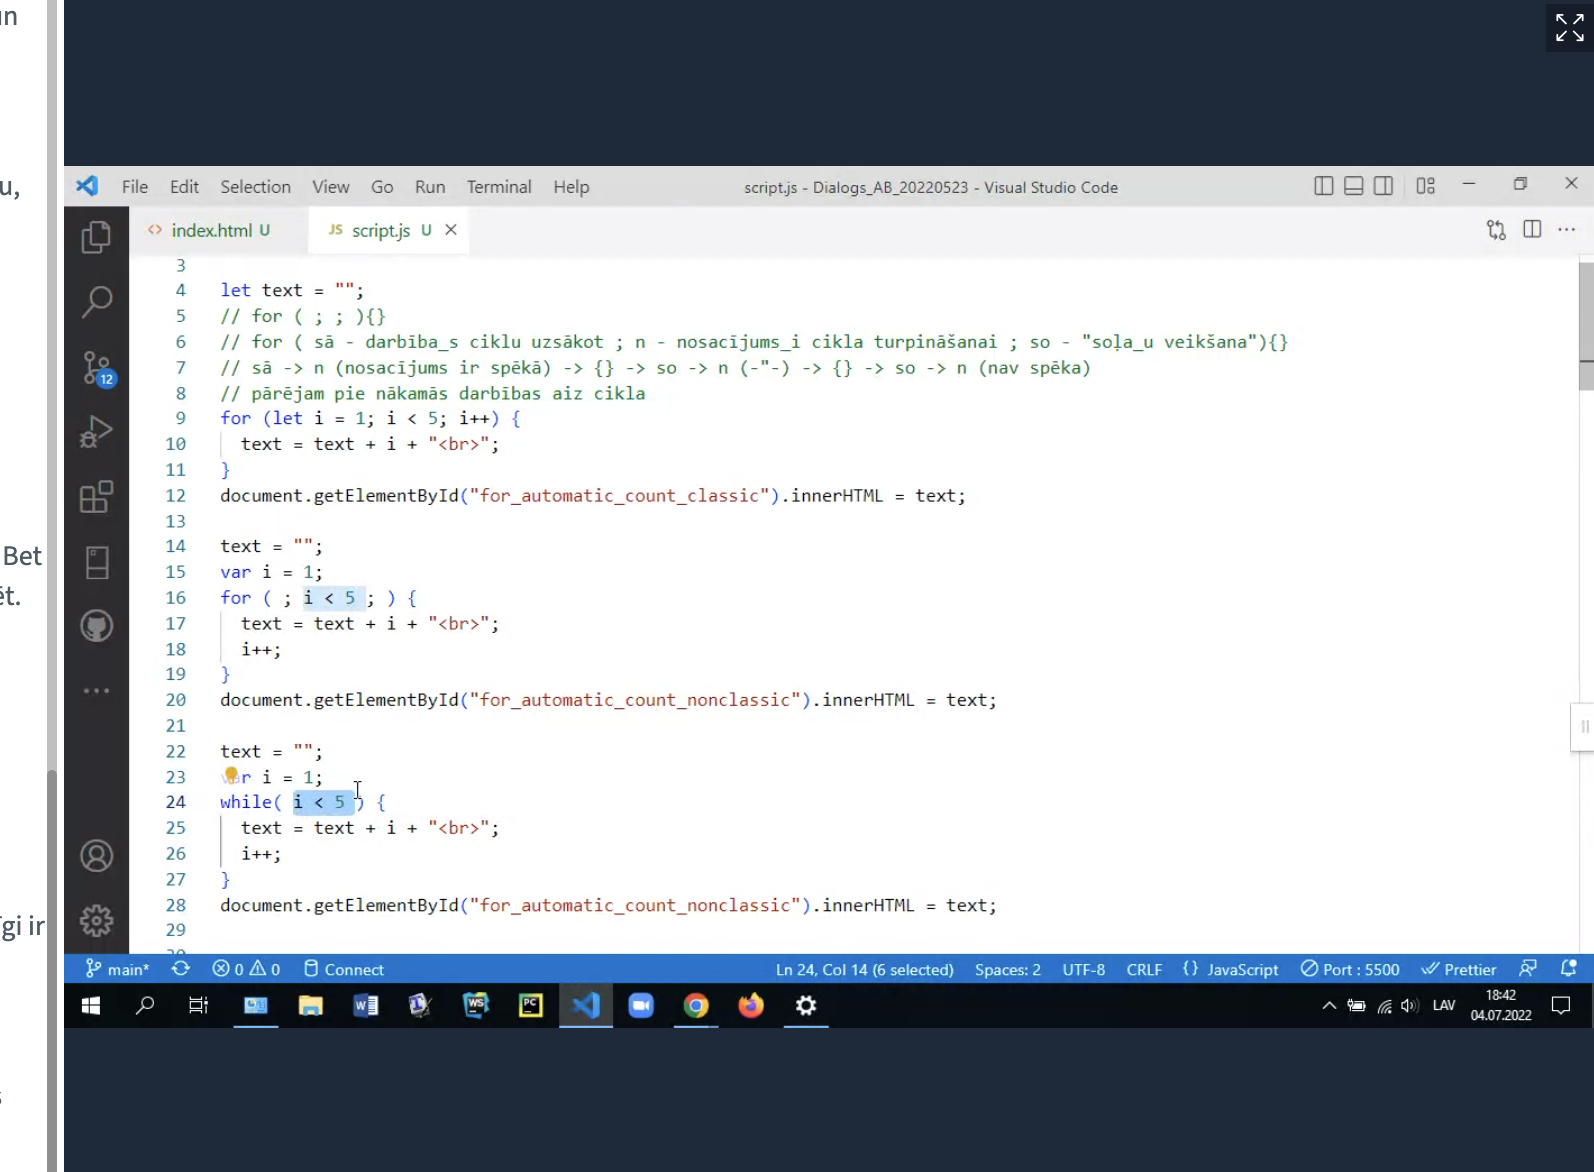 un
u,
Bet
ēt.
gi ir
s
File Edit Selection View Go Run Terminal Help
script.js - Dialogs_AB_20220523 - Visual Studio Code
<> index.html U
JS script.js U
3
4 let text = "";
5 // for ( ; ; ){}
6 // for ( sā - darbība_s ciklu uzsākot ; n - nosacījums_i cikla turpināšanai ; so - "soļa_u veikšana"){}
7 // sā -> n (nosacījums ir spēkā) -> {} -> so -> n (-"-) -> {} -> so -> n (nav spēka)
8 // pārējam pie nākamās darbības aiz cikla
9 for (let i = 1; i < 5; i++) {
10 text = text + i + "<br>";
11 }
12 document.getElementById("for_automatic_count_classic").innerHTML = text;
13
14 text = "";
15 var i = 1;
16 for ( ; i < 5 ; ) {
17 text = text + i + "<br>";
18 i++;
19 }
20 document.getElementById("for_automatic_count_nonclassic").innerHTML = text;
21
22 text = "";
23 var i = 1;
24 while( i < 5 ) {
25 text = text + i + "<br>";
26 i++;
27 }
28 document.getElementById("for_automatic_count_nonclassic").innerHTML = text;
29
12
main* 0 0 Connect Ln 24, Col 14 (6 selected) Spaces: 2 UTF-8 CRLF {} JavaScript Port : 5500 Prettier
WS
PC
LAV
18:42
04.07.2022